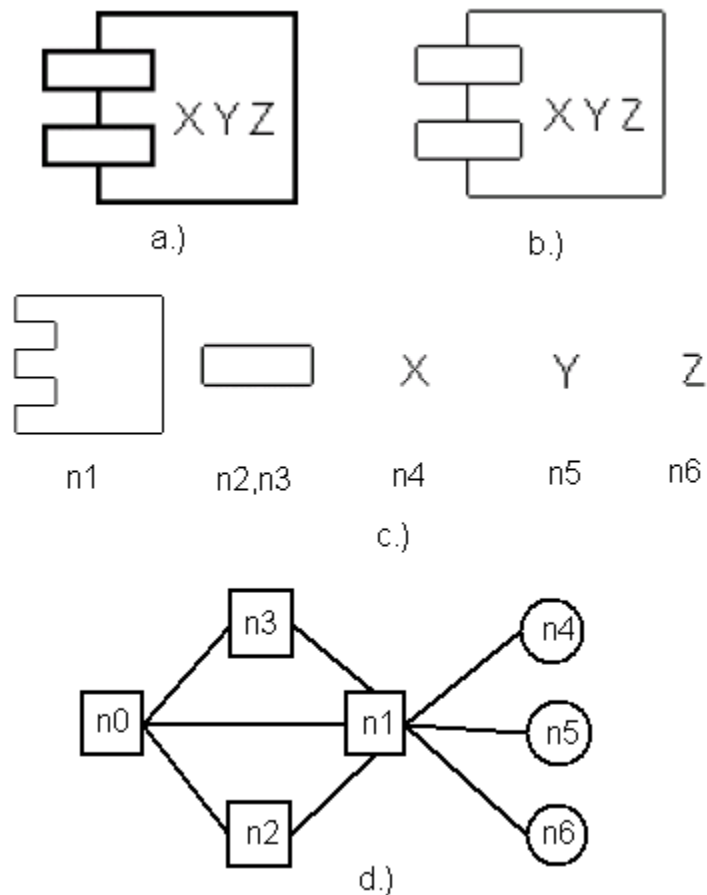 XYZ
XYZ
a.)
b.)
X Y Z
n1 n2,n3 n4 n5 n6
c.)
n3
n4
n0
n1
n5
n2
n6
d.)